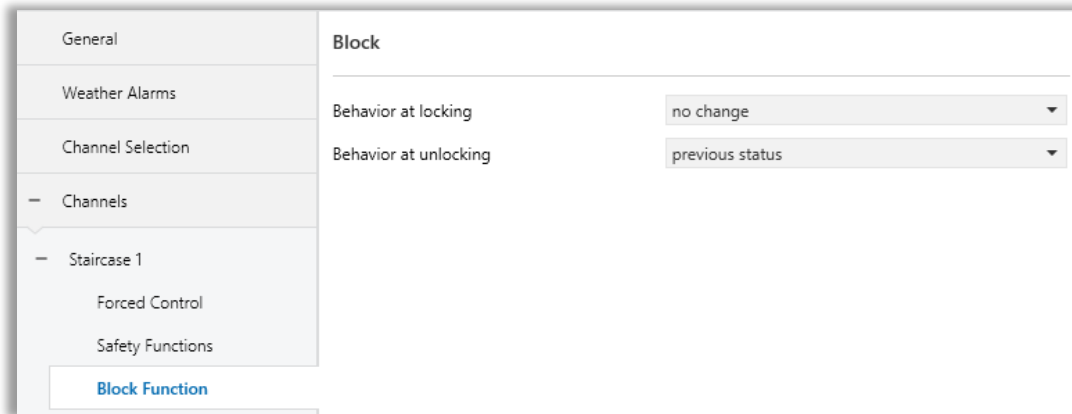 General
Weather Alarms
Channel Selection
Channels
Staircase 1
Forced Control
Safety Functions
Block Function
Block
Behavior at locking no change
Behavior at unlocking previous status